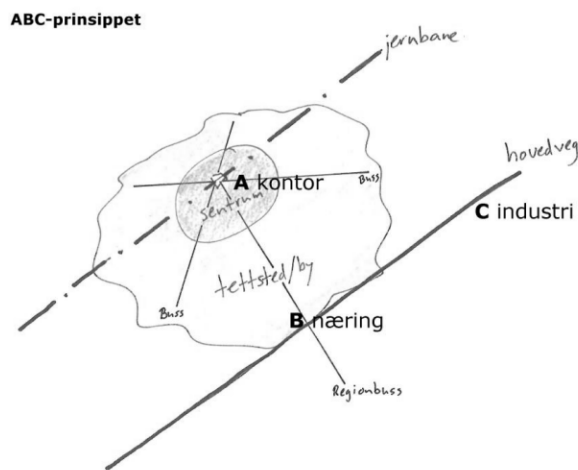 ABC-prinsippet
jernbane
hovedveg
A kontor
Buss
sentrum
C industri
tettsted/by
Buss
B næring
Regionbuss